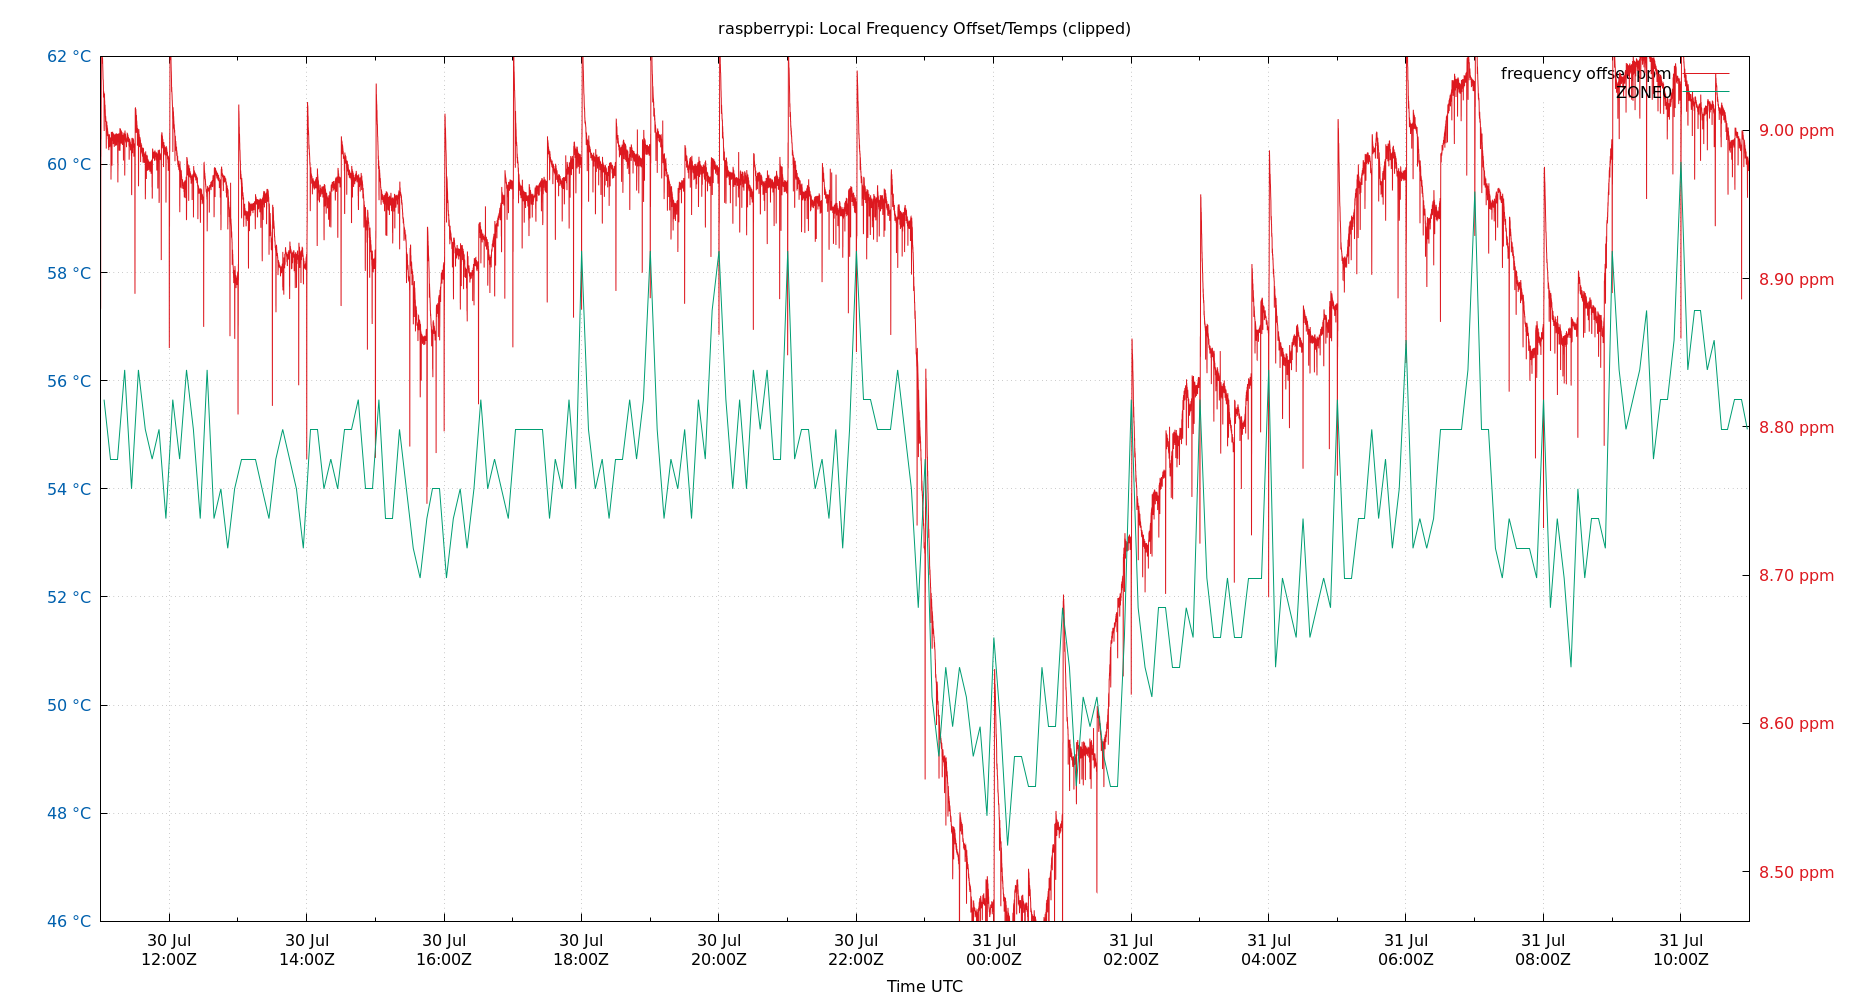 raspberrypi: Local Frequency Offset/Temps (clipped)
62 °C
60 °C
58 °C
56 °C
54 °C
52 °C
50 °C
48 °C
46 °C
frequency offset ppm
ZONE0
9.00 ppm
8.90 ppm
8.80 ppm
8.70 ppm
8.60 ppm
8.50 ppm
30 Jul 30 Jul 30 Jul 30 Jul 30 Jul 30 Jul 31 Jul 31 Jul 31 Jul 31 Jul 31 Jul 31 Jul
12:00Z 14:00Z 16:00Z 18:00Z 20:00Z 22:00Z 00:00Z 02:00Z 04:00Z 06:00Z 08:00Z 10:00Z
Time UTC